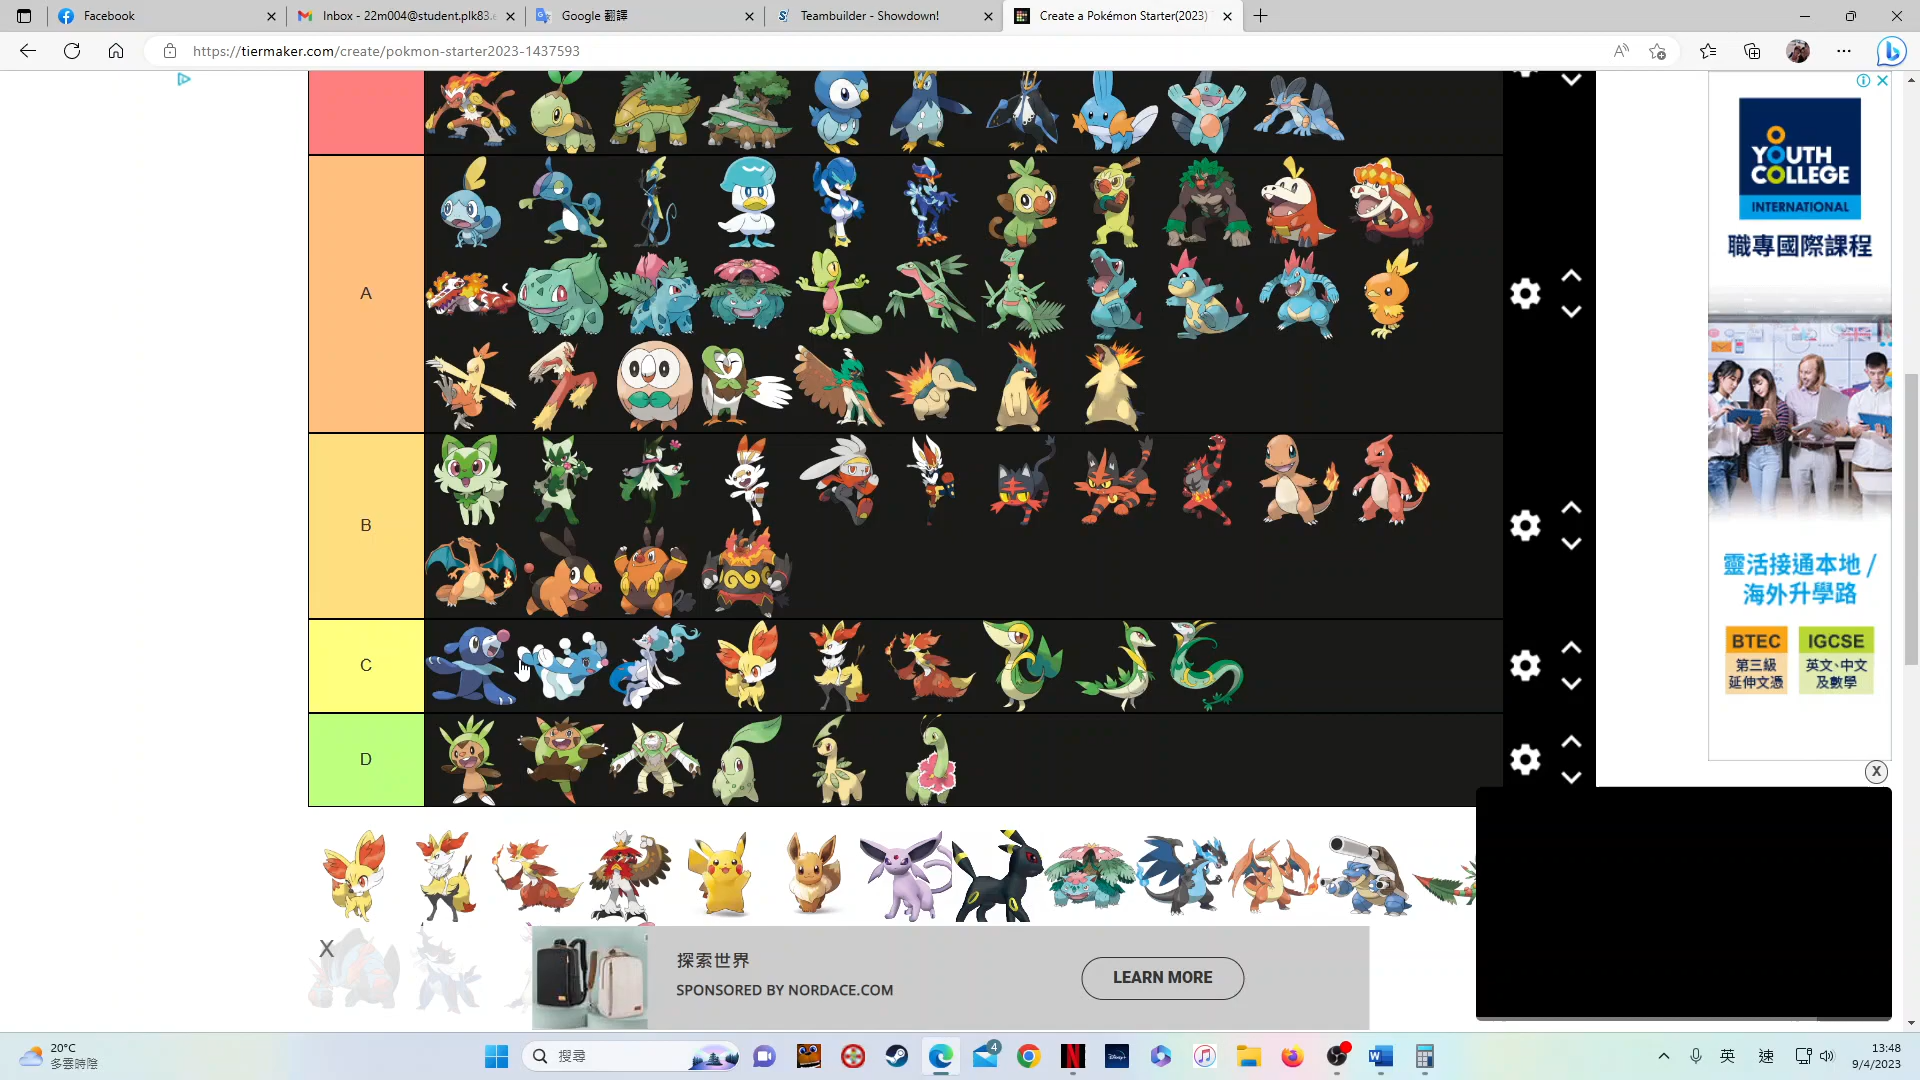 Facebook
Inbox - 22m004@student.plk83.e
Google 翻譯
Teambuilder - Showdown!
Create a Pokémon Starter(2023)
https://tiermaker.com/create/pokmon-starter2023-1437593
A
B
C
D
YOUTH
COLLEGE
INTERNATIONAL
職專國際課程
靈活接通本地 /
海外升學路
BTEC
第三級
延伸文憑
IGCSE
英文、中文
及數學
X
X
探索世界
SPONSORED BY NORDACE.COM
LEARN MORE
20°C
多雲時陰
搜尋
4
英
速
13:48
9/4/2023